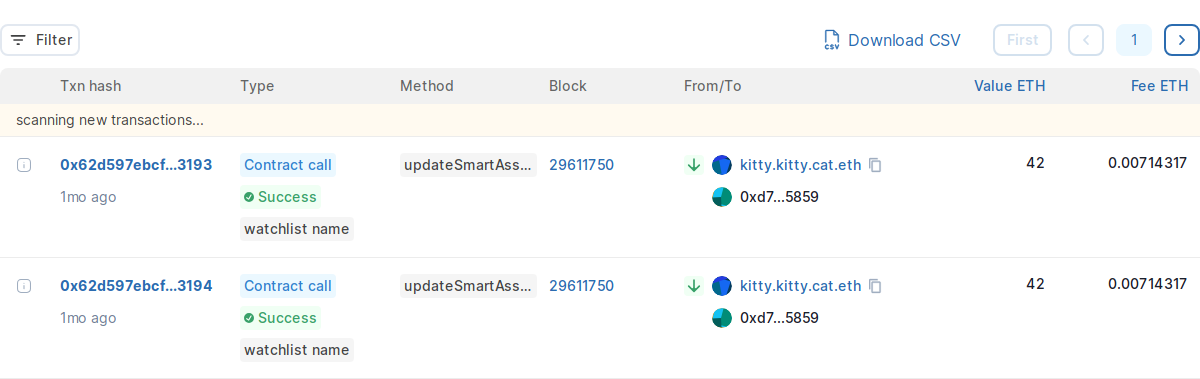 Filter CSV Download CSV First 1
Txn hash Type Method Block From/To Value ETH Fee ETH
scanning new transactions...
0x62d597ebcf...3193 Contract call updateSmartAss... 29611750 kitty.kitty.cat.eth 42 0.00714317
1mo ago Success 0xd7...5859
watchlist name
0x62d597ebcf...3194 Contract call updateSmartAss... 29611750 kitty.kitty.cat.eth 42 0.00714317
1mo ago Success 0xd7...5859
watchlist name